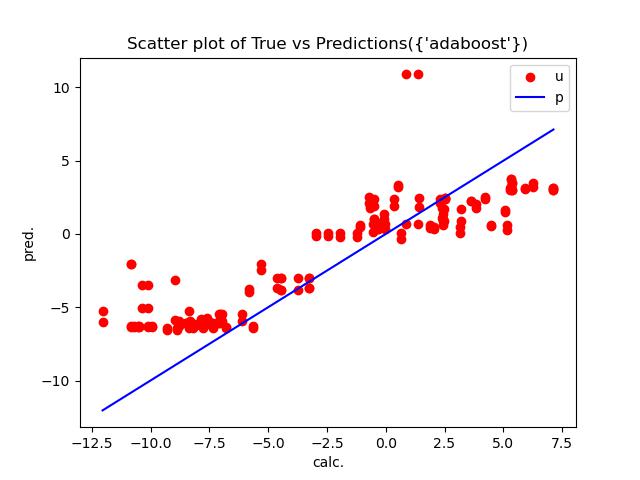 Scatter plot of True vs Predictions({'adaboost'})
u
p
10
5
0
−5
−10
pred.
−12.5 −10.0 −7.5 −5.0 −2.5 0.0 2.5 5.0 7.5
calc.